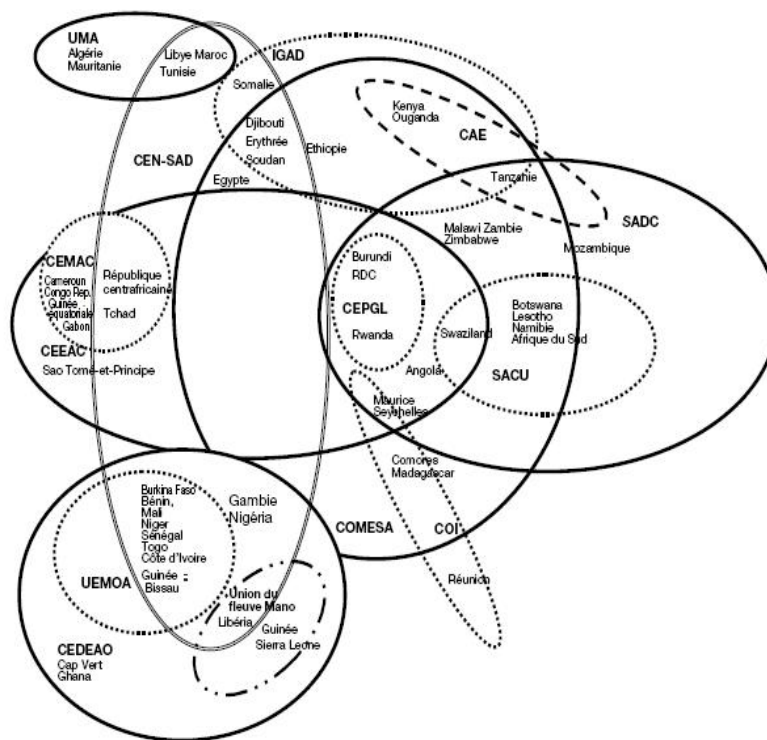 UMA
Algérie
Mauritanie
Libye Maroc
Tunisie
IGAD
Somalie
Djibouti
Erythrée
Soudan
Ethiopie
Egypte
CEN-SAD
Kenya
Ouganda
CAE
Tanzanie
SADC
Malawi Zambie
Zimbabwe
Mozambique
CEMAC
Cameroun
Congo Rep.
Guinée
équatoriale
Gabon
République
centrafricaine
Tchad
CEEAC
Sao Tomé-et-Principe
Burundi
RDC
CEPGL
Rwanda
Swaziland
Botswana
Lesotho
Namibie
Afrique du Sud
SACU
Angola
Maurice
Seychelles
Comores
Madagascar
COMESA
COI
Réunion
Burkina Faso
Bénin,
Mali
Niger
Sénégal
Togo
Côte d'Ivoire
Guinée -
Bissau
Gambie
Nigéria
UEMOA
Union du
fleuve Mano
Libéria
Guinée
Sierra Leone
CEDEAO
Cap Vert
Ghana